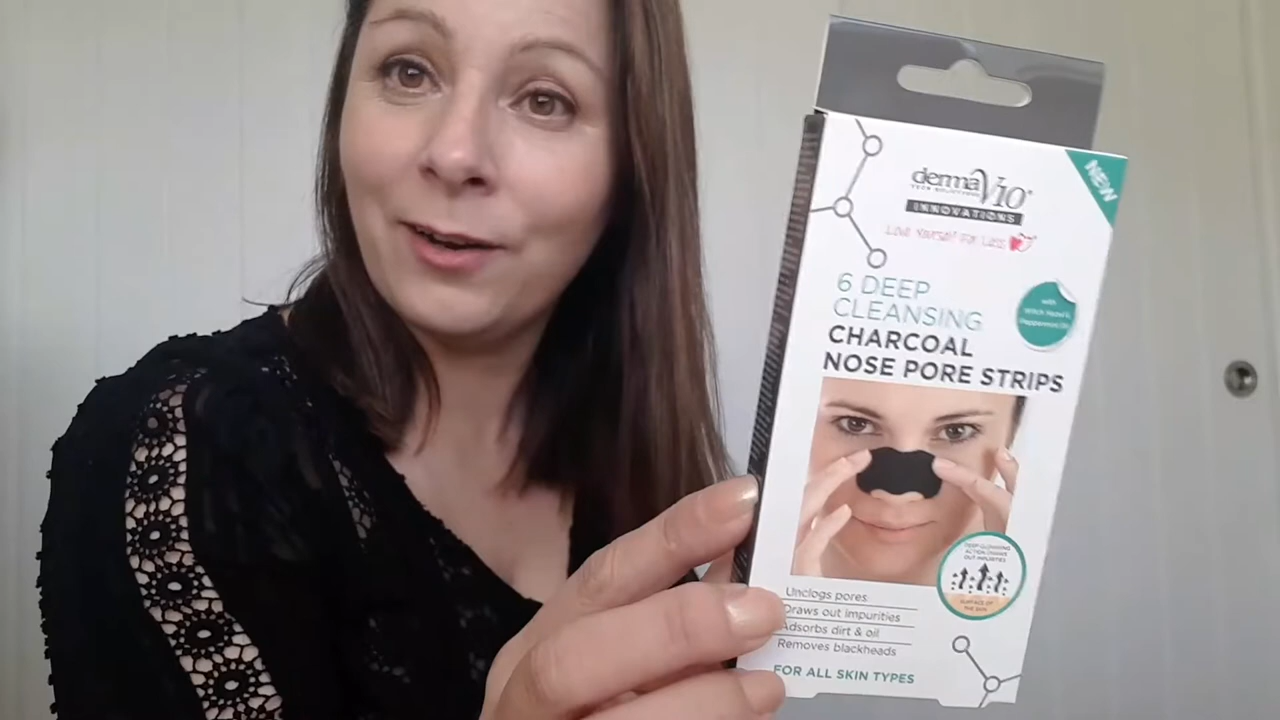 NEW
derma V10
INNOVATIONS
Love Yourself For Less
6 DEEP
CLEANSING
CHARCOAL
NOSE PORE STRIPS
with
Witch Hazel &
Peppermint Oil
DEEP CLEANSING
ACTION DRAWS
OUT IMPURITIES
SURFACE OF
THE SKIN
Unclogs pores
Draws out impurities
Adsorbs dirt & oil
Removes blackheads
FOR ALL SKIN TYPES